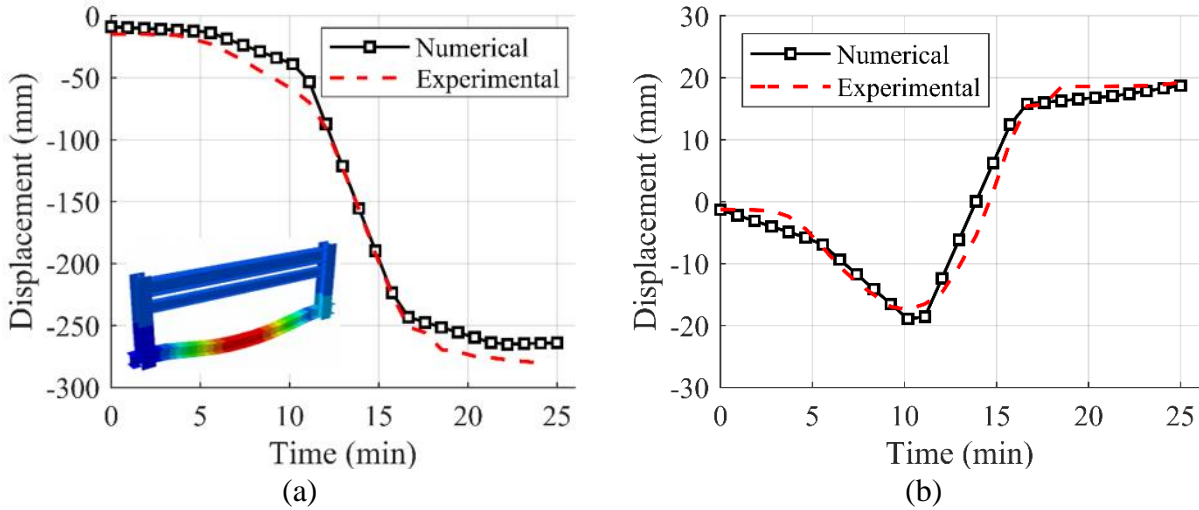 0
-50
-100
-150
-200
-250
-300
Displacement (mm)
Numerical
Experimental
0 5 10 15 20 25
Time (min)
(a)
30
20
10
0
-10
-20
-30
Displacement (mm)
Numerical
Experimental
0 5 10 15 20 25
Time (min)
(b)